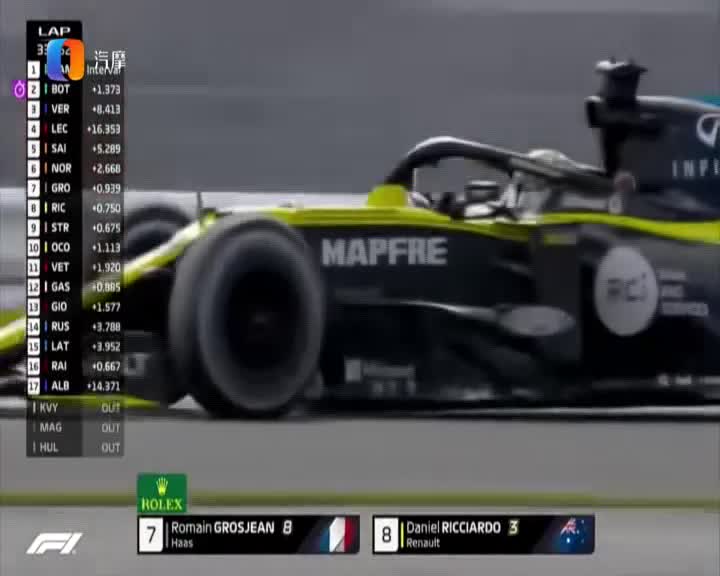 LAP
汽摩
Interval
2 BOT +1.373
3 VER +8.413
4 LEC +16.353
5 SAI +5.289
6 NOR +2.668
7 GRO +0.939
8 RIC +0.750
9 STR +0.675
10 OCO +1.113
11 VET +1.920
12 GAS +0.885
13 GIO +1.577
14 RUS +3.788
15 LAT +3.952
16 RAI +0.667
17 ALB +14.371
KVY OUT
MAG OUT
HUL OUT
MAPFRE
INFI
ROLEX
7 Romain GROSJEAN 8
Haas
8 Daniel RICCIARDO 3
Renault
F1